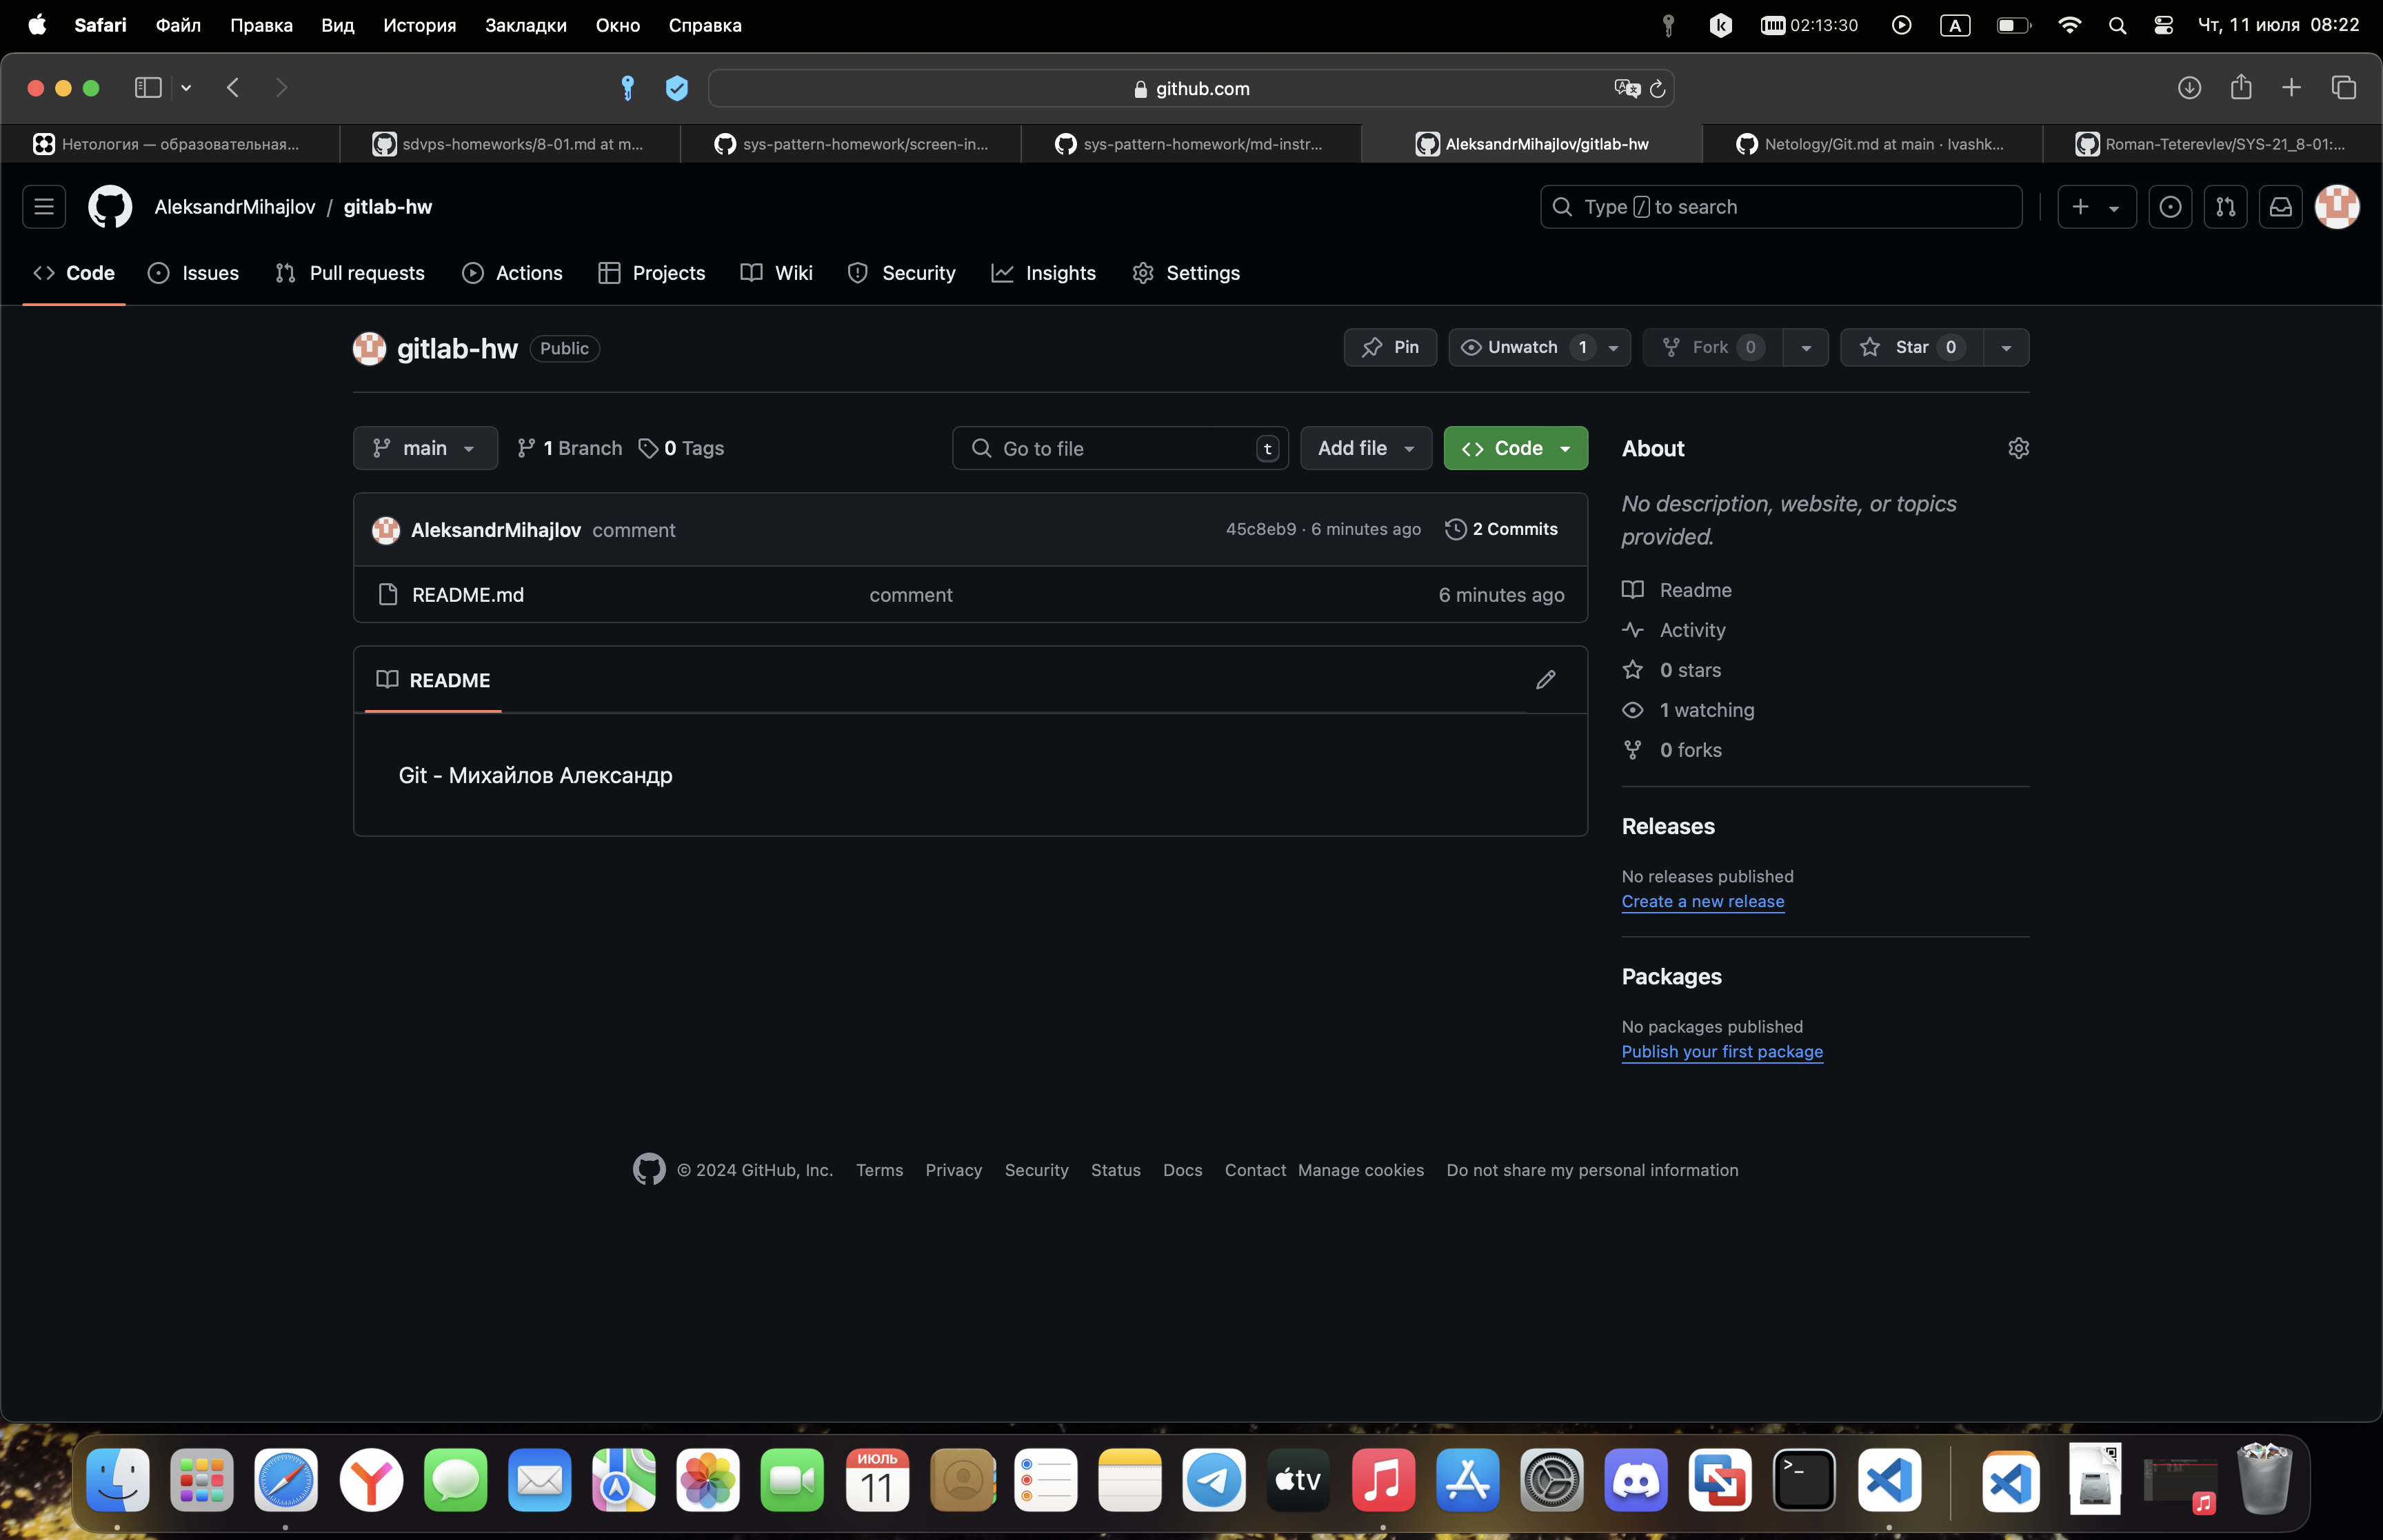 Safari Файл Правка Вид История Закладки Окно Справка 02:13:30 A Чт, 11 июля 08:22
github.com
Нетология — образовательная... sdvps-homeworks/8-01.md at m... sys-pattern-homework/screen-in... sys-pattern-homework/md-instr... AleksandrMihajlov/gitlab-hw Netology/Git.md at main · Ivashk... Roman-Teterevlev/SYS-21_8-01:...
AleksandrMihajlov / gitlab-hw Type / to search
Code Issues Pull requests Actions Projects Wiki Security Insights Settings
gitlab-hw Public Pin Unwatch 1 Fork 0 Star 0
main 1 Branch 0 Tags Go to file t Add file Code
AleksandrMihajlov comment 45c8eb9 · 6 minutes ago 2 Commits
README.md comment 6 minutes ago
README
Git - Михайлов Александр
About
No description, website, or topics
provided.
Readme
Activity
0 stars
1 watching
0 forks
Releases
No releases published
Create a new release
Packages
No packages published
Publish your first package
© 2024 GitHub, Inc. Terms Privacy Security Status Docs Contact Manage cookies Do not share my personal information
ИЮЛЬ
11
tv